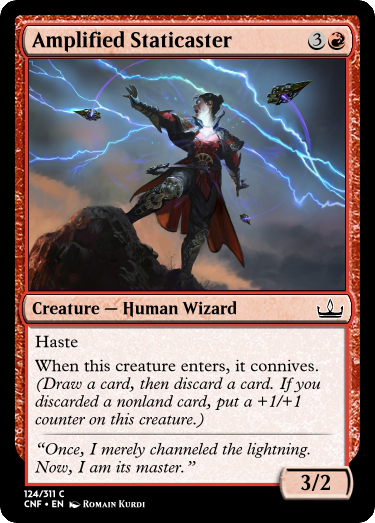 Amplified Staticaster 3
Creature — Human Wizard
Haste
When this creature enters, it connives.
(Draw a card, then discard a card. If you
discarded a nonland card, put a +1/+1
counter on this creature.)
“Once, I merely channeled the lightning.
Now, I am its master.”
3/2
124/311 C
CNF • EN Romain Kurdi